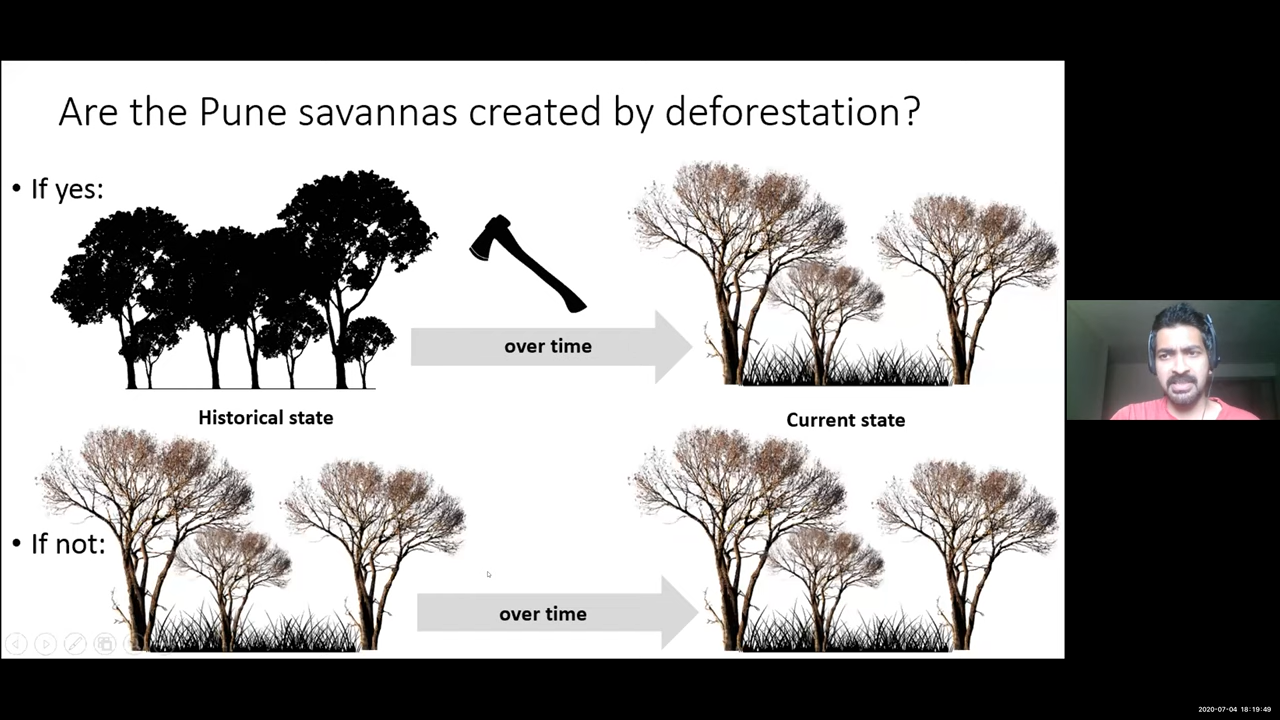 Are the Pune savannas created by deforestation?
• If yes:
over time
Historical state
Current state
• If not:
over time
2020-07-04 18:19:49